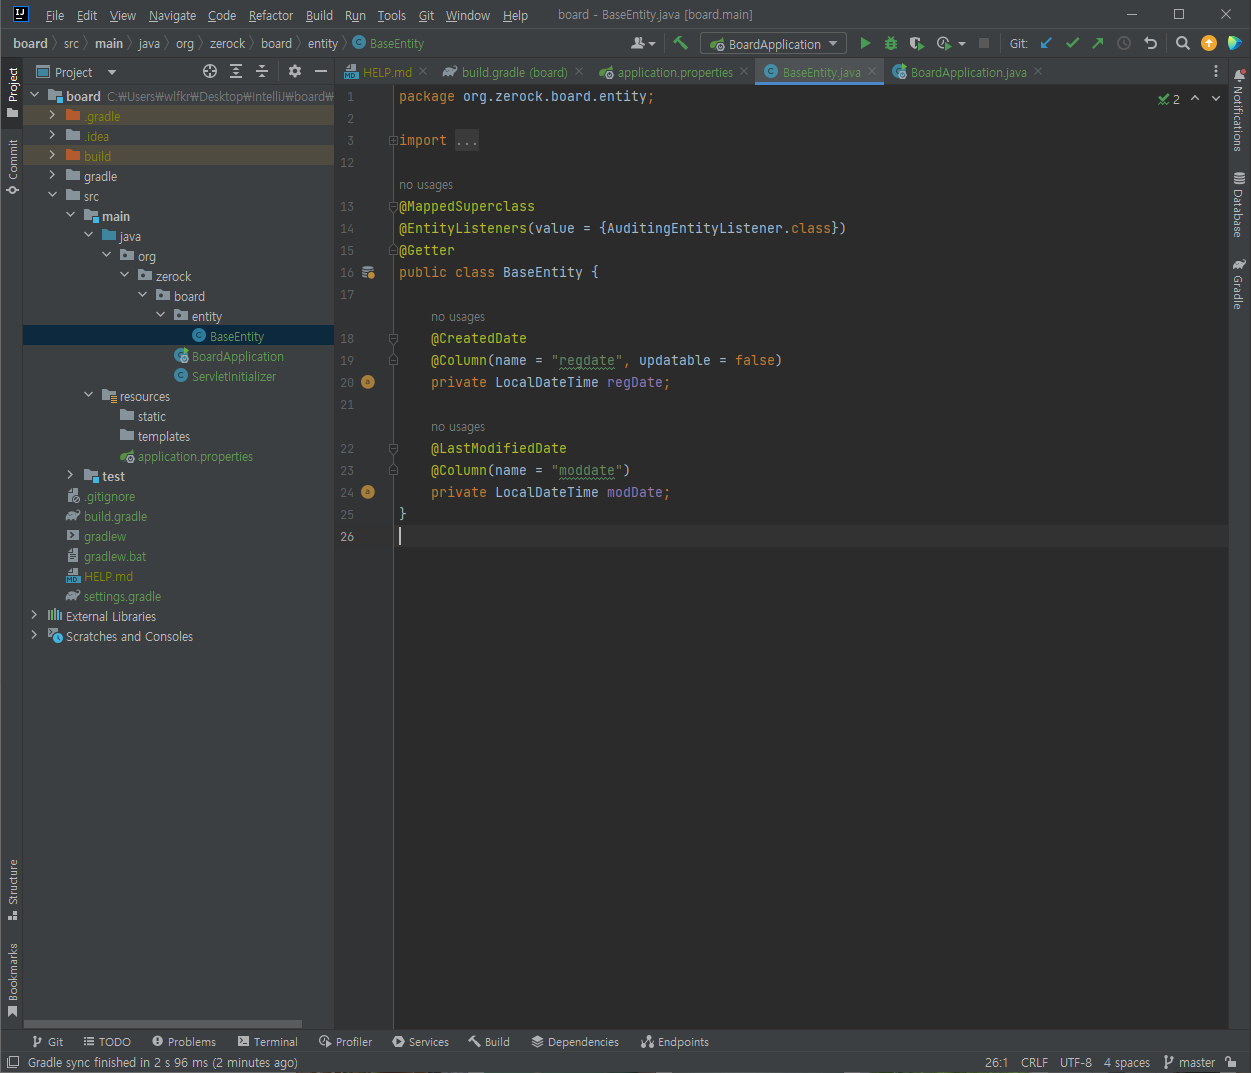 File Edit View Navigate Code Refactor Build Run Tools Git Window Help board - BaseEntity.java [board.main]
board src main java org zerock board entity BaseEntity BoardApplication Git:
Project HELP.md build.gradle (board) application.properties BaseEntity.java BoardApplication.java
Project
Commit
Structure
Bookmarks
board C:￦Users￦wlfkr￦Desktop￦IntelliJ￦board￦
.gradle
.idea
build
gradle
src
main
java
org
zerock
board
entity
BaseEntity
BoardApplication
ServletInitializer
resources
static
templates
application.properties
test
.gitignore
build.gradle
gradlew
gradlew.bat
HELP.md
settings.gradle
External Libraries
Scratches and Consoles
1 package org.zerock.board.entity;
2
3 import ...
12
no usages
13 @MappedSuperclass
14 @EntityListeners(value = {AuditingEntityListener.class})
15 @Getter
16 public class BaseEntity {
17
no usages
18 @CreatedDate
19 @Column(name = "regdate", updatable = false)
20 private LocalDateTime regDate;
21
no usages
22 @LastModifiedDate
23 @Column(name = "moddate")
24 private LocalDateTime modDate;
25 }
26
2
Notifications
Database
Gradle
Git TODO Problems Terminal Profiler Services Build Dependencies Endpoints
Gradle sync finished in 2 s 96 ms (2 minutes ago) 26:1 CRLF UTF-8 4 spaces master